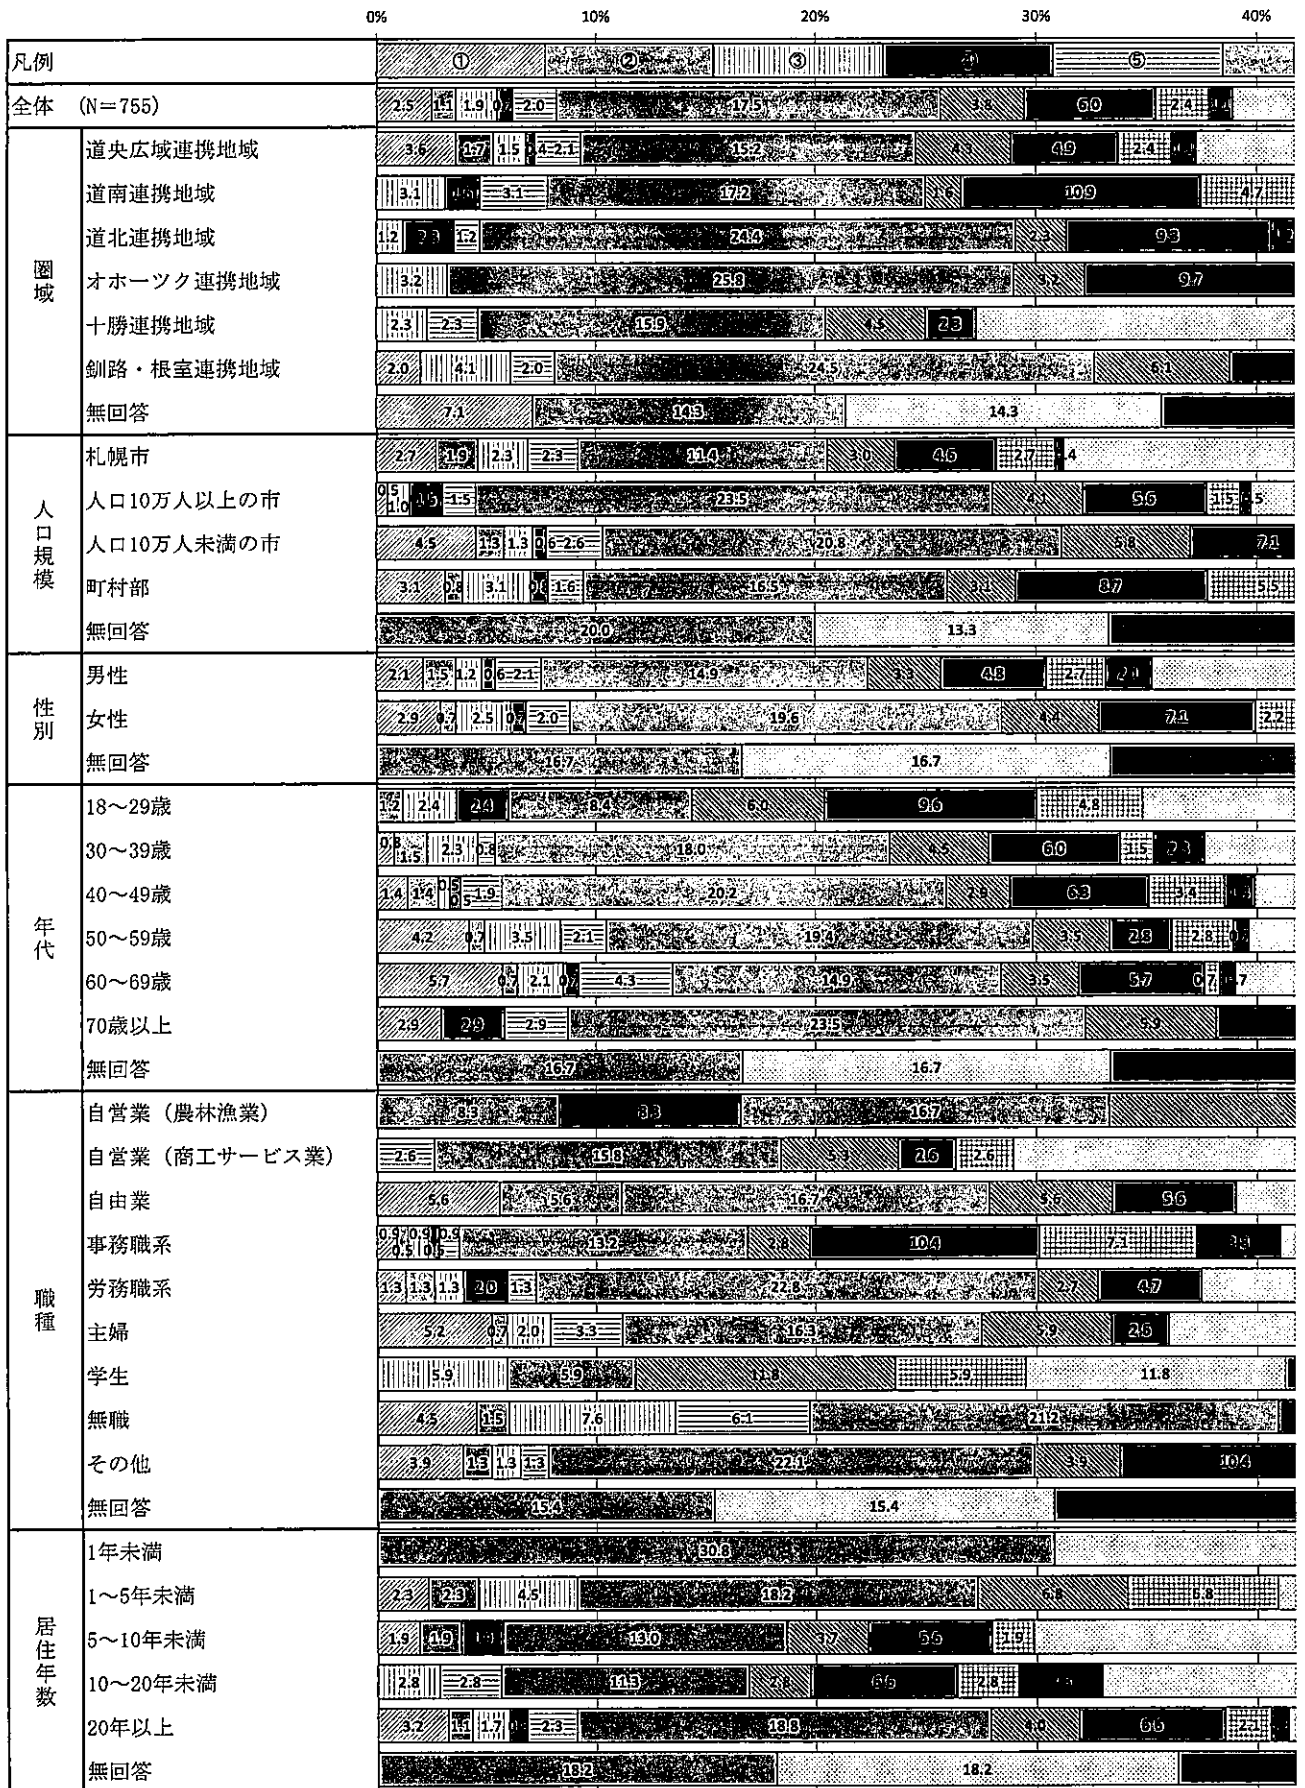 0% 10% 20% 30% 40%
凡例 ① ② ③ ④ ⑤
全体 (N=755) 2.5 1.1 1.9 0.7 2.0 17.5 3.8 6.0 2.4
圏域
道央広域連携地域 3.6 1.7 1.5 .4 2.1 15.2 4.3 4.9 2.4
道南連携地域 3.1 1.6 3.1 17.2 1.6 10.9 4.7
道北連携地域 1.2 2.3 1.2 24.4 2.3 9.3 1.2
オホーツク連携地域 3.2 25.8 3.2 9.7
十勝連携地域 2.3 2.3 15.9 4.5 2.3
釧路・根室連携地域 2.0 4.1 2.0 24.5 6.1
無回答 7.1 14.3 14.3
人口規模
札幌市 2.7 1.9 2.3 2.3 11.4 3.0 4.6 2.7 .4
人口10万人以上の市 0.5 1.0 1.5 1.5 23.5 4.1 5.6 1.5 .5
人口10万人未満の市 4.5 1.3 1.3 0.6 2.6 20.8 5.8 7.1
町村部 3.1 0.8 3.1 0.8 1.6 16.5 3.1 8.7 5.5
無回答 20.0 13.3
性別
男性 2.1 1.5 1.2 0.6 2.1 14.9 3.3 4.8 2.7 2.1
女性 2.9 0.7 2.5 0.7 2.0 19.6 4.4 7.1 2.2
無回答 16.7 16.7
年代
18～29歳 1.2 2.4 2.4 8.4 6.0 9.6 4.8
30～39歳 0.8 1.5 2.3 0.8 18.0 4.5 6.0 1.5 2.3
40～49歳 1.4 1.4 0.5 0.5 1.9 20.2 2.9 6.3 3.4
50～59歳 4.2 0.7 3.5 2.1 19.4 3.5 2.8 2.8 0.7
60～69歳 5.7 0.7 2.1 0.7 4.3 14.9 3.5 5.7 0.7 .7
70歳以上 2.9 2.9 2.9 23.5 5.9
無回答 16.7 16.7
職種
自営業（農林漁業） 8.3 8.3 16.7
自営業（商工サービス業） 2.6 15.8 5.3 2.6 2.6
自由業 5.6 5.6 16.7 5.6 5.6
事務職系 0.9 0.5 0.9 0.5 0.9 13.2 2.8 10.4 7.1 3.8
労務職系 1.3 1.3 1.3 2.0 1.3 22.8 2.7 4.7
主婦 5.2 0.7 2.0 3.3 16.3 5.9 2.6
学生 5.9 5.9 11.8 5.9 11.8
無職 4.5 1.5 7.6 6.1 21.2
その他 3.9 1.3 1.3 1.3 22.1 3.9 10.4
無回答 15.4 15.4
居住年数
1年未満 30.8
1～5年未満 2.3 2.3 4.5 18.2 6.8 6.8
5～10年未満 1.9 1.9 1.9 13.0 3.7 5.6 1.9
10～20年未満 2.8 2.8 11.3 2.8 6.6 2.8
20年以上 3.2 1.1 1.7 2.3 18.8 4.0 6.6 2.1
無回答 18.2 18.2